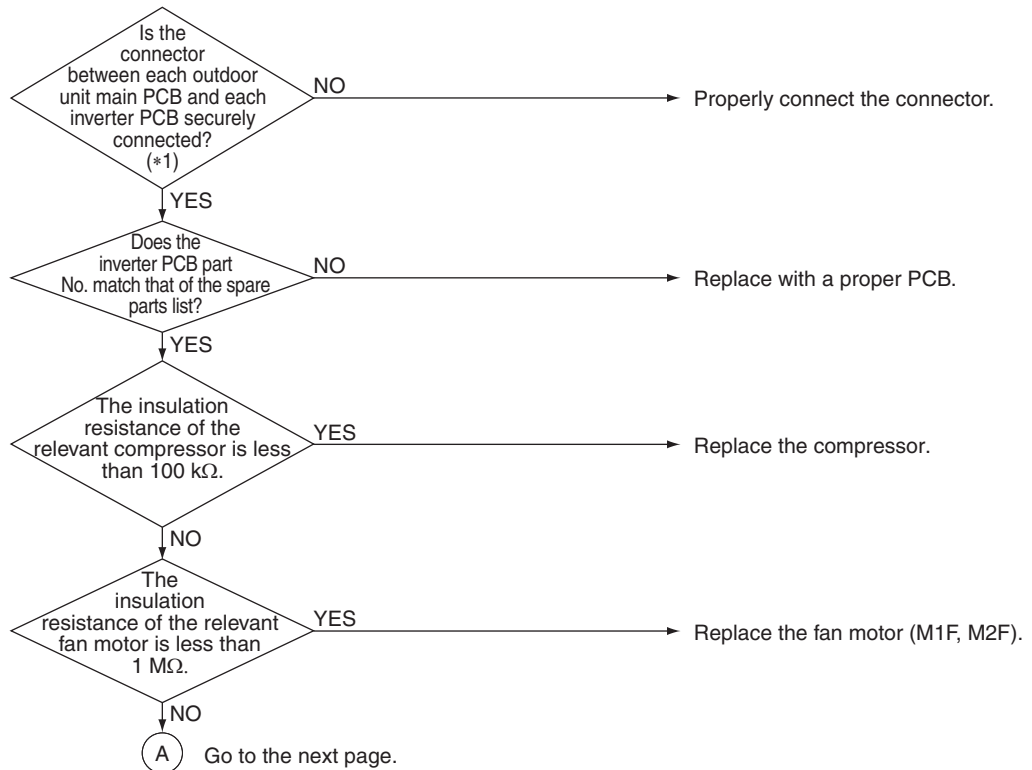 Is the
connector
between each outdoor
unit main PCB and each
inverter PCB securely
connected?
(*1)
NO
Properly connect the connector.
YES
Does the
inverter PCB part
No. match that of the spare
parts list?
NO
Replace with a proper PCB.
YES
The insulation
resistance of the
relevant compressor is less
than 100 kΩ.
YES
Replace the compressor.
NO
The
insulation
resistance of the relevant
fan motor is less than
1 MΩ.
YES
Replace the fan motor (M1F, M2F).
NO
A
Go to the next page.